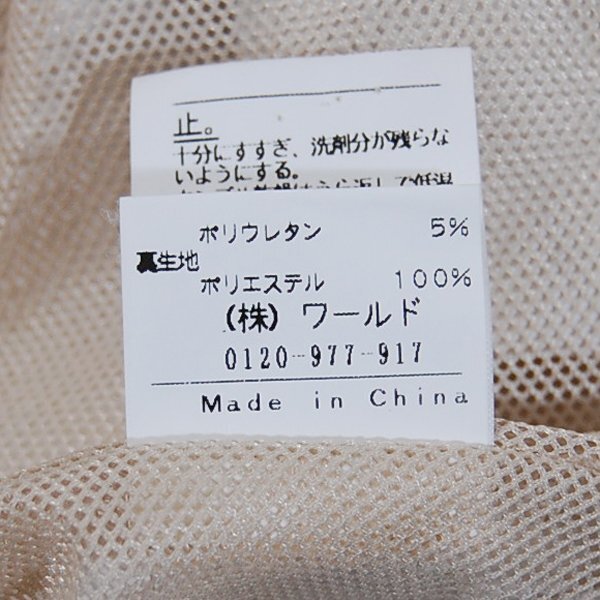 止。
十分にすすぎ、洗剤分が残らな
いようにする。
ポリウレタン 5%
裏生地
ポリエステル 100%
(株) ワールド
0120-977-917
Made in China